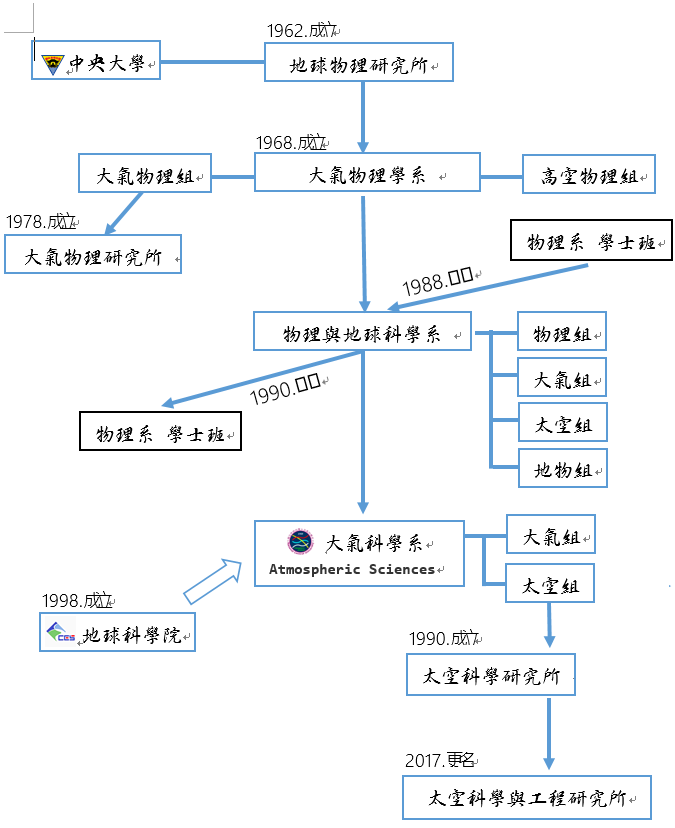 1962.成立
中央大學
地球物理研究所
1968.成立
大氣物理組
大氣物理學系
高空物理組
1978.成立
大氣物理研究所
物理系 學士班
1988.
物理與地球科學系
物理組
大氣組
太空組
地物組
1990.
物理系 學士班
大氣科學系
Atmospheric Sciences
大氣組
太空組
1998.成立
CES
地球科學院
1990.成立
太空科學研究所
2017.更名
太空科學與工程研究所